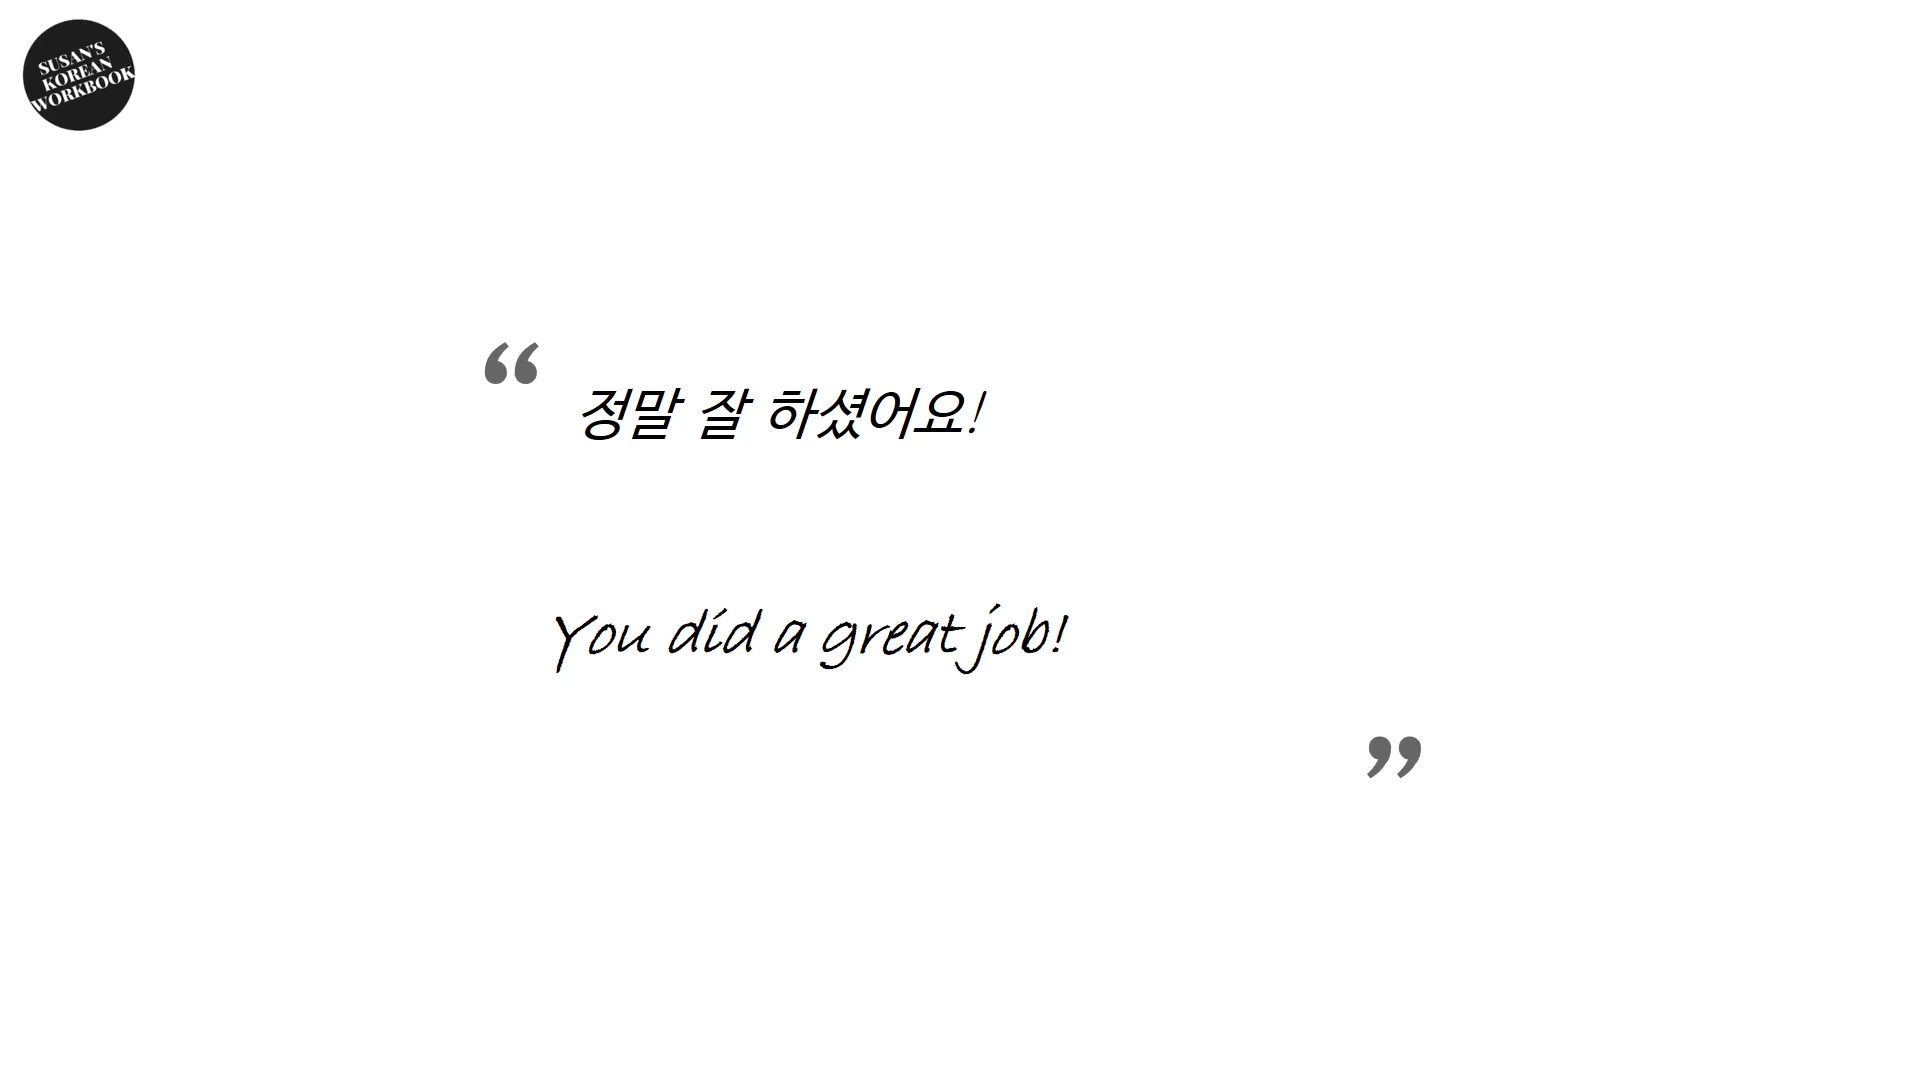 SUSAN'S
KOREAN
WORKBOOK
“ 정말 잘 하셨어요!
You did a great job!
”